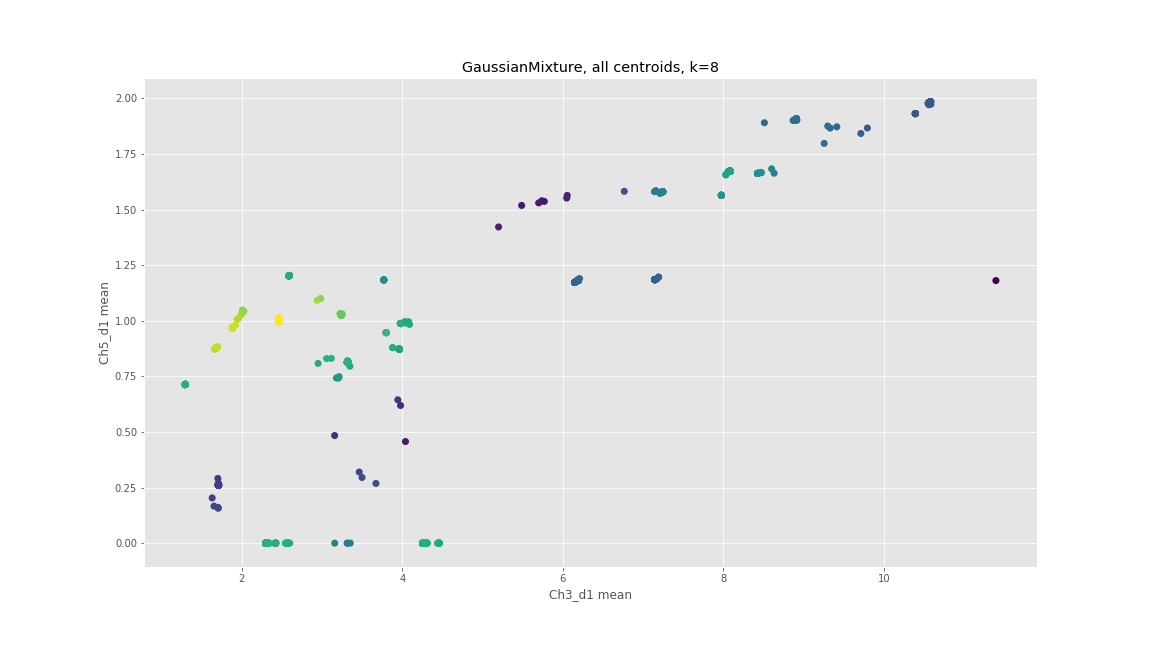 GaussianMixture, all centroids, k=8
2.00
1.75
1.50
1.25
1.00
0.75
0.50
0.25
0.00
Ch5_d1 mean
2 4 6 8 10
Ch3_d1 mean